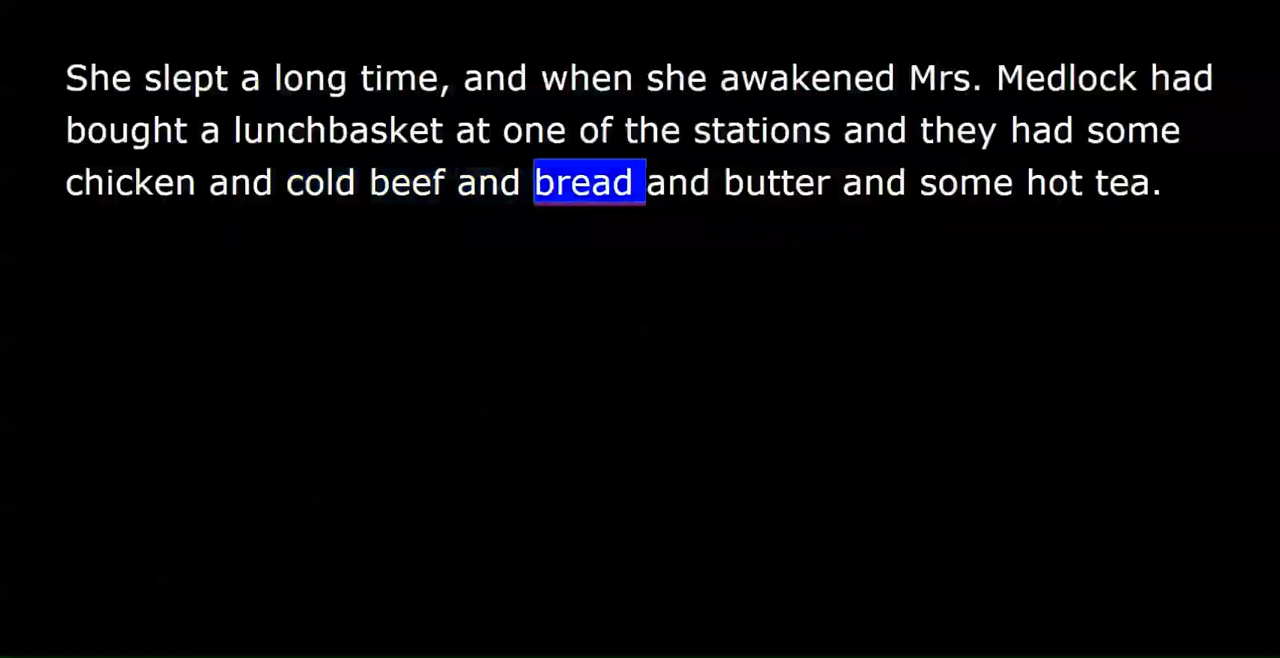 She slept a long time, and when she awakened Mrs. Medlock had
bought a lunchbasket at one of the stations and they had some
chicken and cold beef and bread and butter and some hot tea.